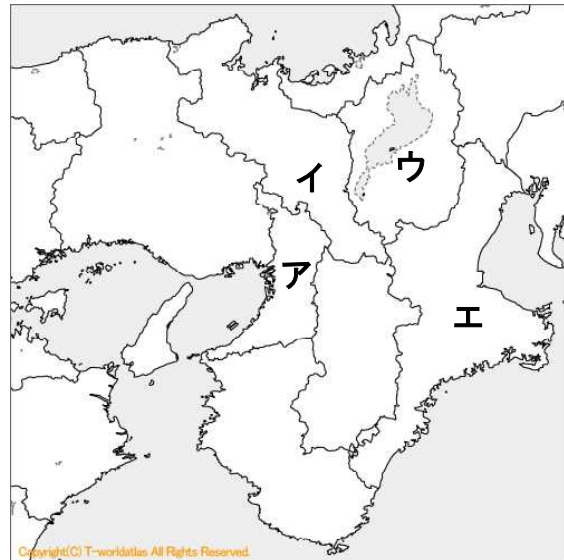 イ
ウ
ア
エ
Copyright(C) T-worldatlas All Rights Reserved.